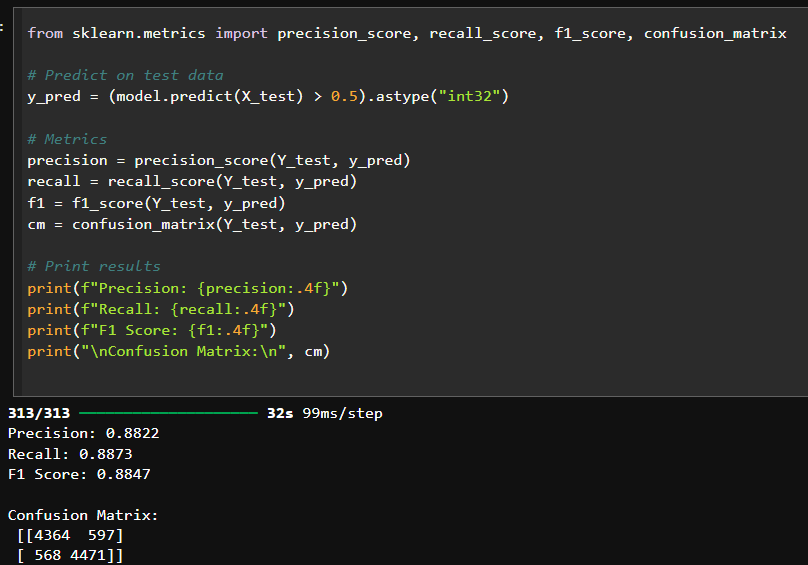 from sklearn.metrics import precision_score, recall_score, f1_score, confusion_matrix
# Predict on test data
y_pred = (model.predict(X_test) > 0.5).astype("int32")
# Metrics
precision = precision_score(Y_test, y_pred)
recall = recall_score(Y_test, y_pred)
f1 = f1_score(Y_test, y_pred)
cm = confusion_matrix(Y_test, y_pred)
# Print results
print(f"Precision: {precision:.4f}")
print(f"Recall: {recall:.4f}")
print(f"F1 Score: {f1:.4f}")
print("\nConfusion Matrix:\n", cm)
313/313 32s 99ms/step
Precision: 0.8822
Recall: 0.8873
F1 Score: 0.8847
Confusion Matrix:
[[4364 597]
[ 568 4471]]